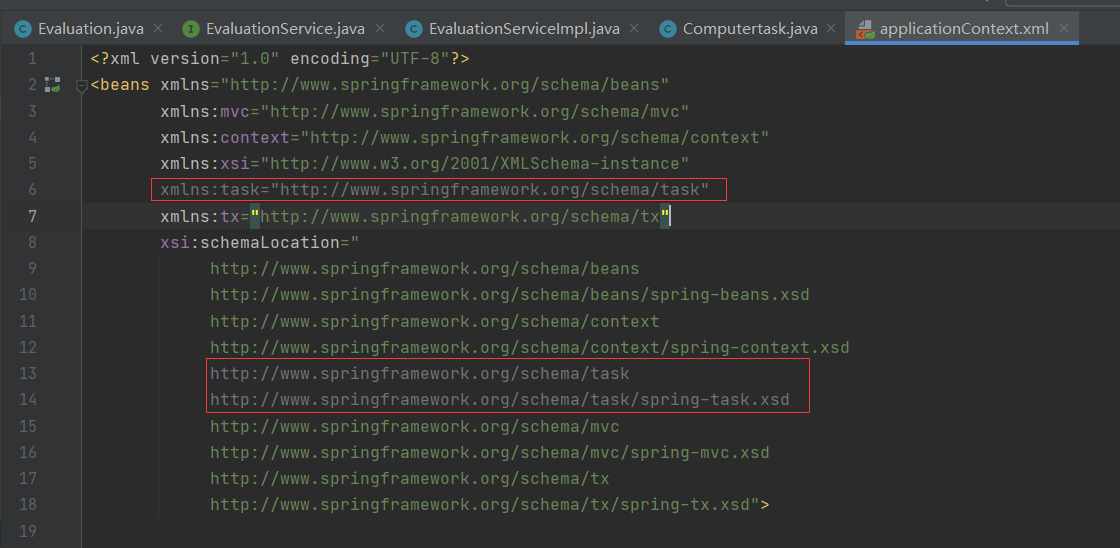 Evaluation.java × I EvaluationService.java × C EvaluationServiceImpl.java × C Computertask.java × applicationContext.xml ×
1 <?xml version="1.0" encoding="UTF-8"?>
2 <beans xmlns="http://www.springframework.org/schema/beans"
3 xmlns:mvc="http://www.springframework.org/schema/mvc"
4 xmlns:context="http://www.springframework.org/schema/context"
5 xmlns:xsi="http://www.w3.org/2001/XMLSchema-instance"
6 xmlns:task="http://www.springframework.org/schema/task"
7 xmlns:tx="http://www.springframework.org/schema/tx"
8 xsi:schemaLocation="
9 http://www.springframework.org/schema/beans
10 http://www.springframework.org/schema/beans/spring-beans.xsd
11 http://www.springframework.org/schema/context
12 http://www.springframework.org/schema/context/spring-context.xsd
13 http://www.springframework.org/schema/task
14 http://www.springframework.org/schema/task/spring-task.xsd
15 http://www.springframework.org/schema/mvc
16 http://www.springframework.org/schema/mvc/spring-mvc.xsd
17 http://www.springframework.org/schema/tx
18 http://www.springframework.org/schema/tx/spring-tx.xsd">
19